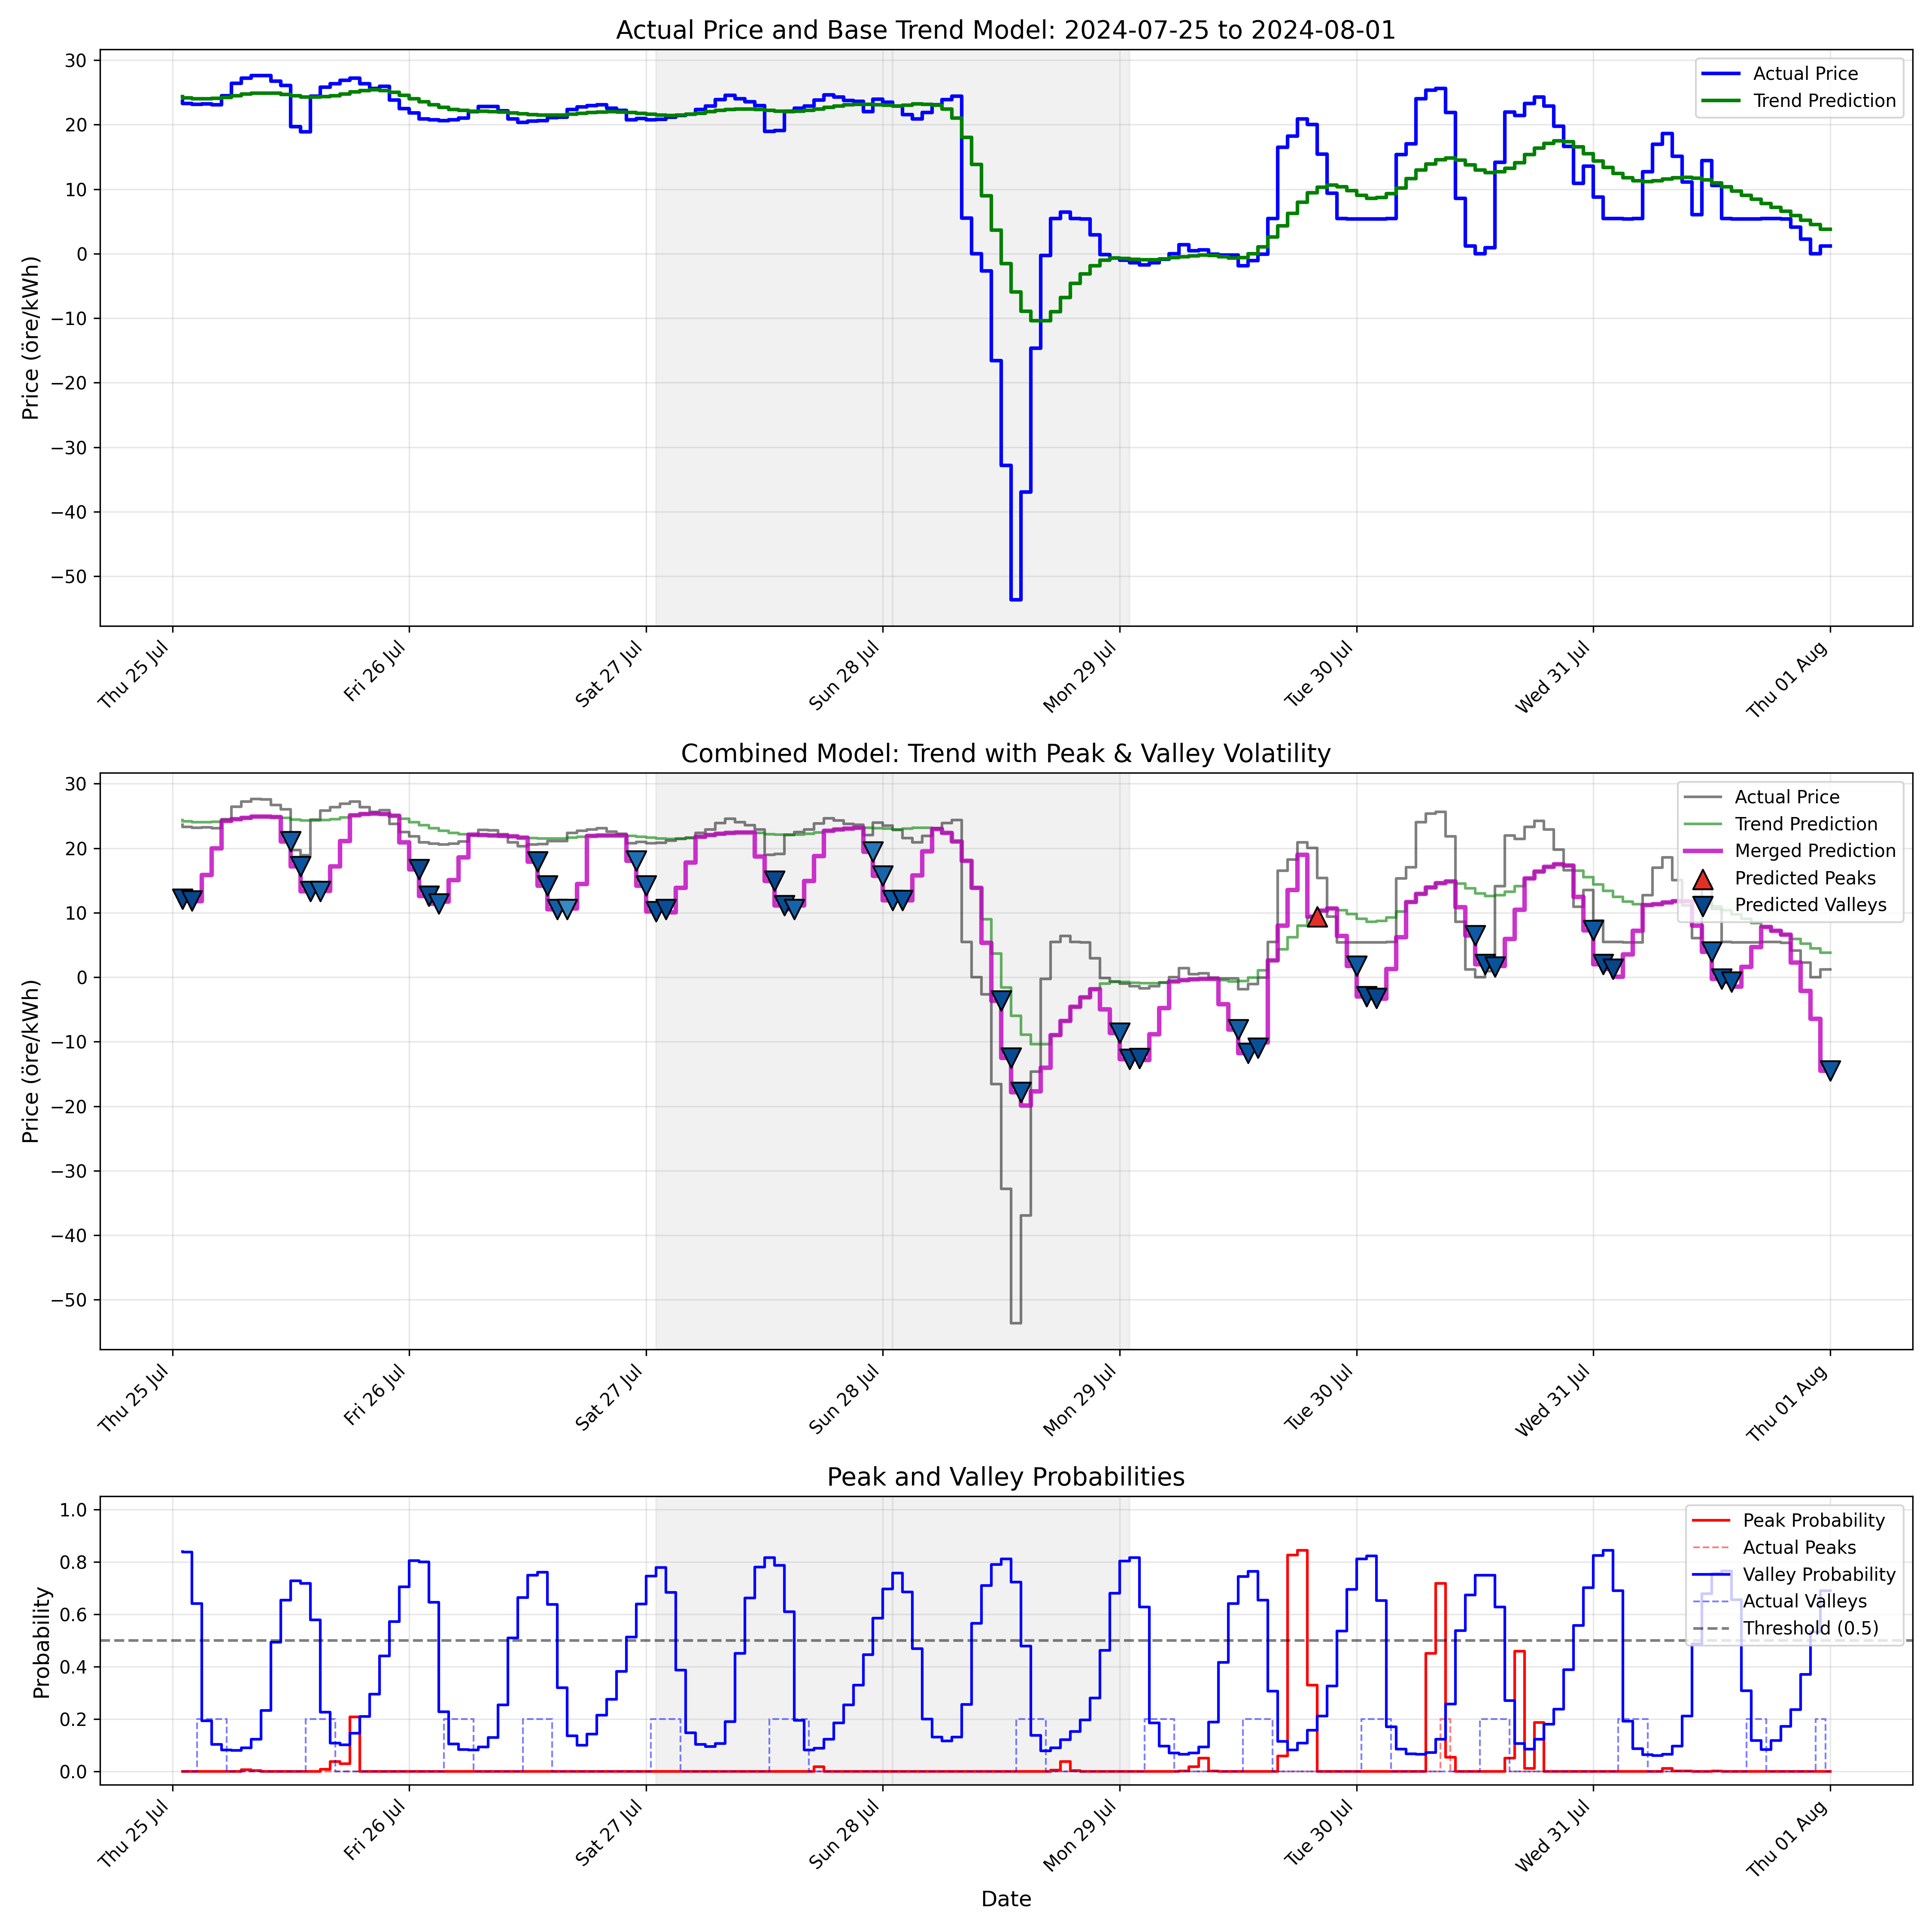 Actual Price and Base Trend Model: 2024-07-25 to 2024-08-01
Price (öre/kWh)
30
20
10
0
−10
−20
−30
−40
−50
Actual Price
Trend Prediction
Thu 25 Jul
Fri 26 Jul
Sat 27 Jul
Sun 28 Jul
Mon 29 Jul
Tue 30 Jul
Wed 31 Jul
Thu 01 Aug
Combined Model: Trend with Peak & Valley Volatility
Price (öre/kWh)
30
20
10
0
−10
−20
−30
−40
−50
Actual Price
Trend Prediction
Merged Prediction
Predicted Peaks
Predicted Valleys
Thu 25 Jul
Fri 26 Jul
Sat 27 Jul
Sun 28 Jul
Mon 29 Jul
Tue 30 Jul
Wed 31 Jul
Thu 01 Aug
Peak and Valley Probabilities
Probability
1.0
0.8
0.6
0.4
0.2
0.0
Peak Probability
Actual Peaks
Valley Probability
Actual Valleys
Threshold (0.5)
Thu 25 Jul
Fri 26 Jul
Sat 27 Jul
Sun 28 Jul
Mon 29 Jul
Tue 30 Jul
Wed 31 Jul
Thu 01 Aug
Date